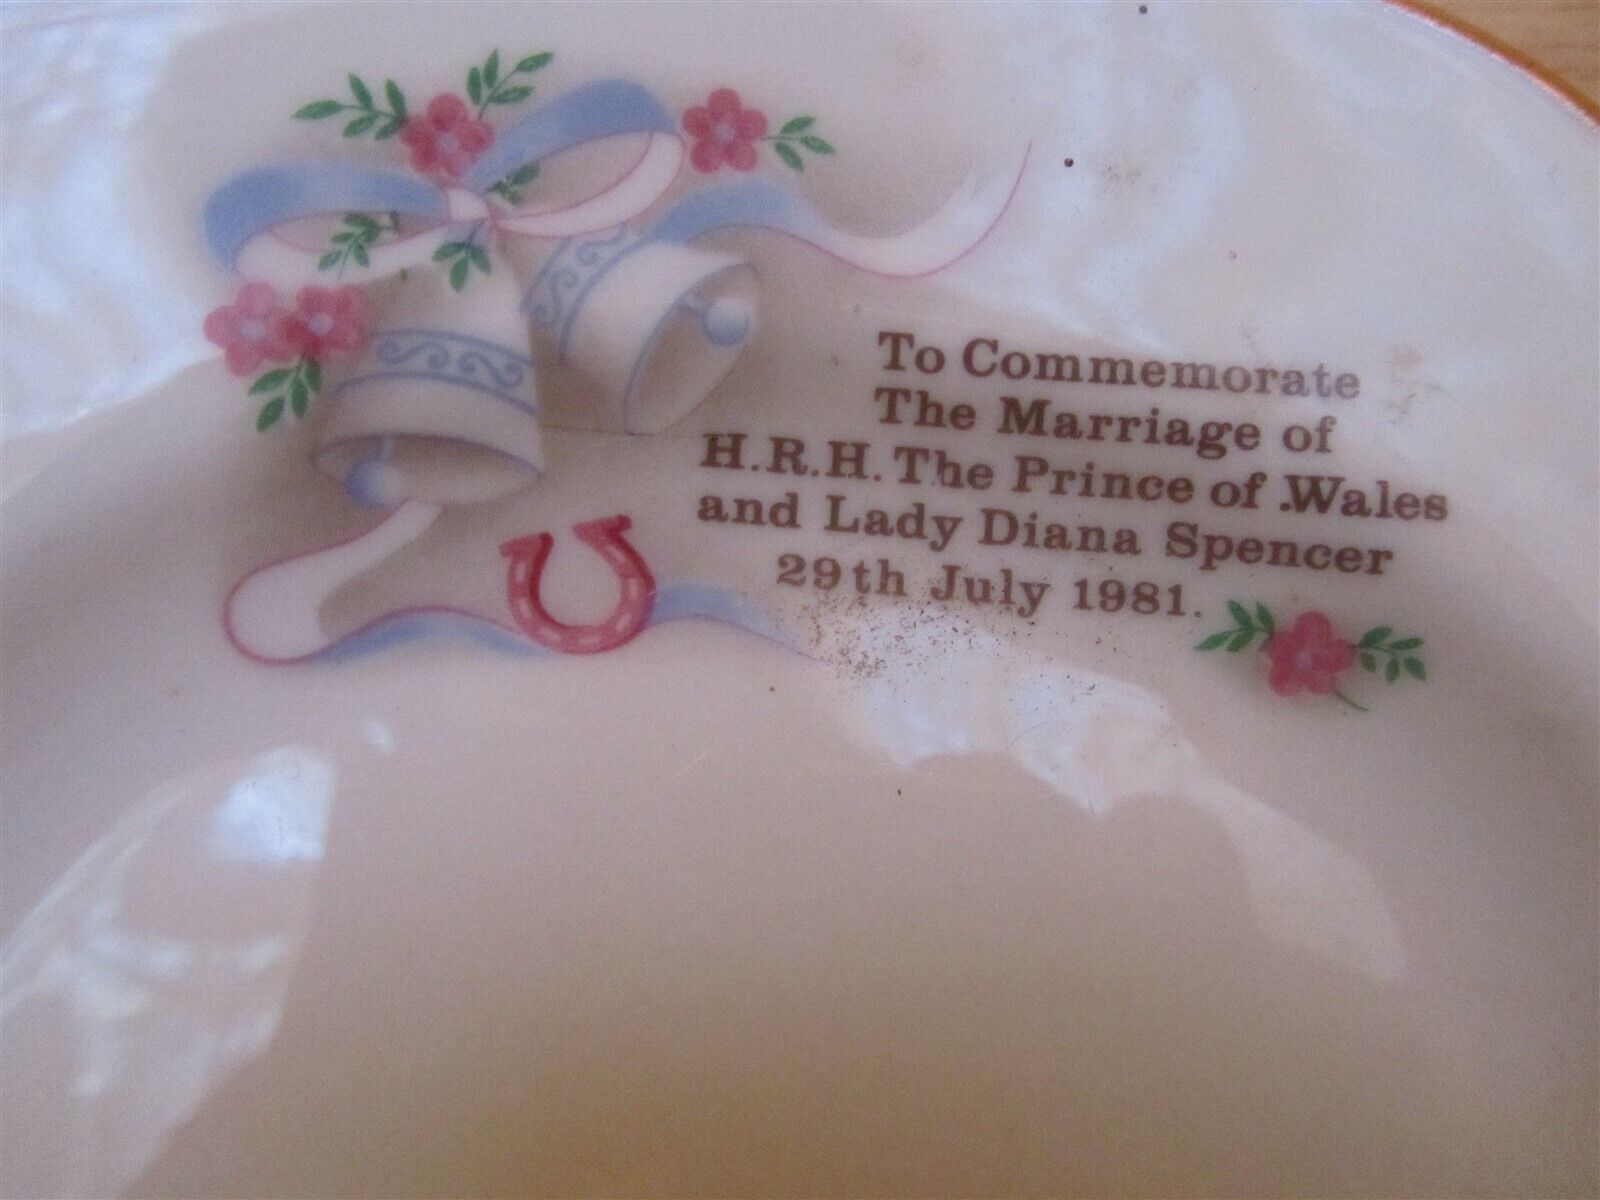 To Commemorate
The Marriage of
H.R.H. The Prince of Wales
and Lady Diana Spencer
29th July 1981.